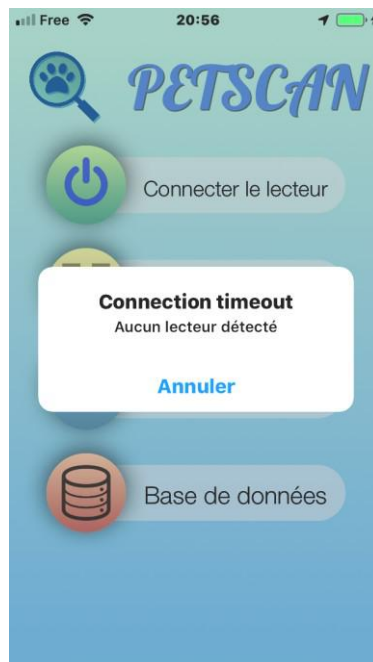 Free
20:56
PETSCAN
Connecter le lecteur
Connection timeout
Aucun lecteur détecté
Annuler
Base de données